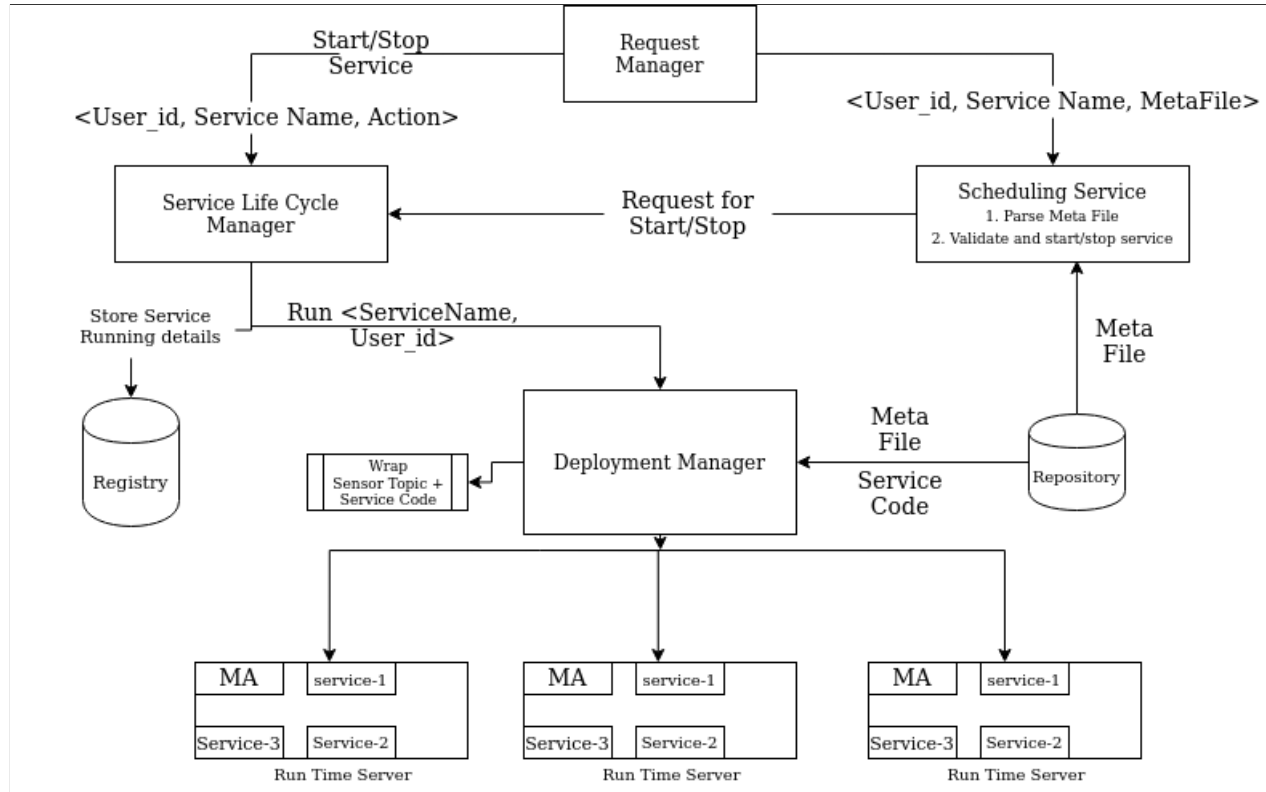 Start/Stop
Service
Request
Manager
<User_id, Service Name, Action>
<User_id, Service Name, MetaFile>
Service Life Cycle
Manager
Request for
Start/Stop
Scheduling Service
1. Parse Meta File
2. Validate and start/stop service
Store Service
Running details
Run <ServiceName,
User_id>
Meta
File
Registry
Wrap
Sensor Topic +
Service Code
Deployment Manager
Meta
File
Service
Code
Repository
MA
service-1
Service-3
Service-2
Run Time Server
MA
service-1
Service-3
Service-2
Run Time Server
MA
service-1
Service-3
Service-2
Run Time Server